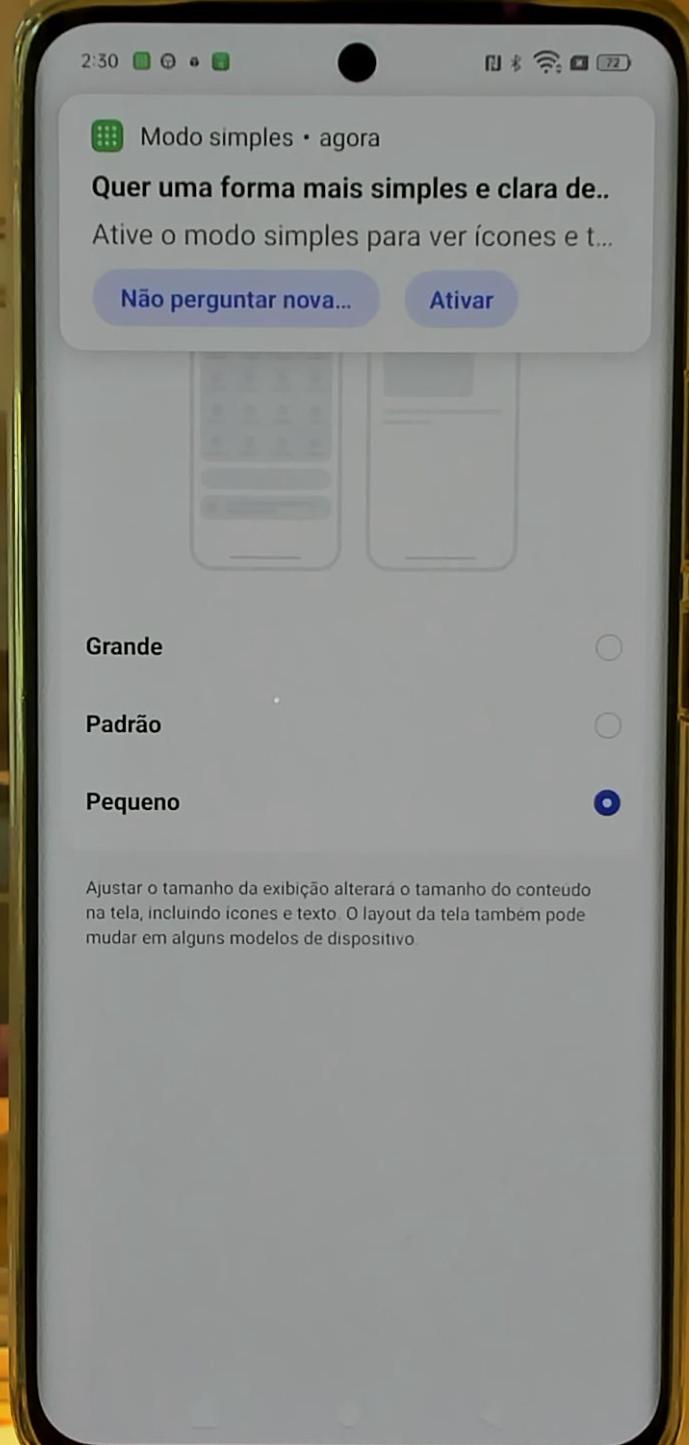 2:30
72
Modo simples • agora
Quer uma forma mais simples e clara de..
Ative o modo simples para ver ícones e t...
Não perguntar nova...
Ativar
Grande
Padrão
Pequeno
Ajustar o tamanho da exibição alterará o tamanho do conteúdo
na tela, incluindo ícones e texto. O layout da tela também pode
mudar em alguns modelos de dispositivo.